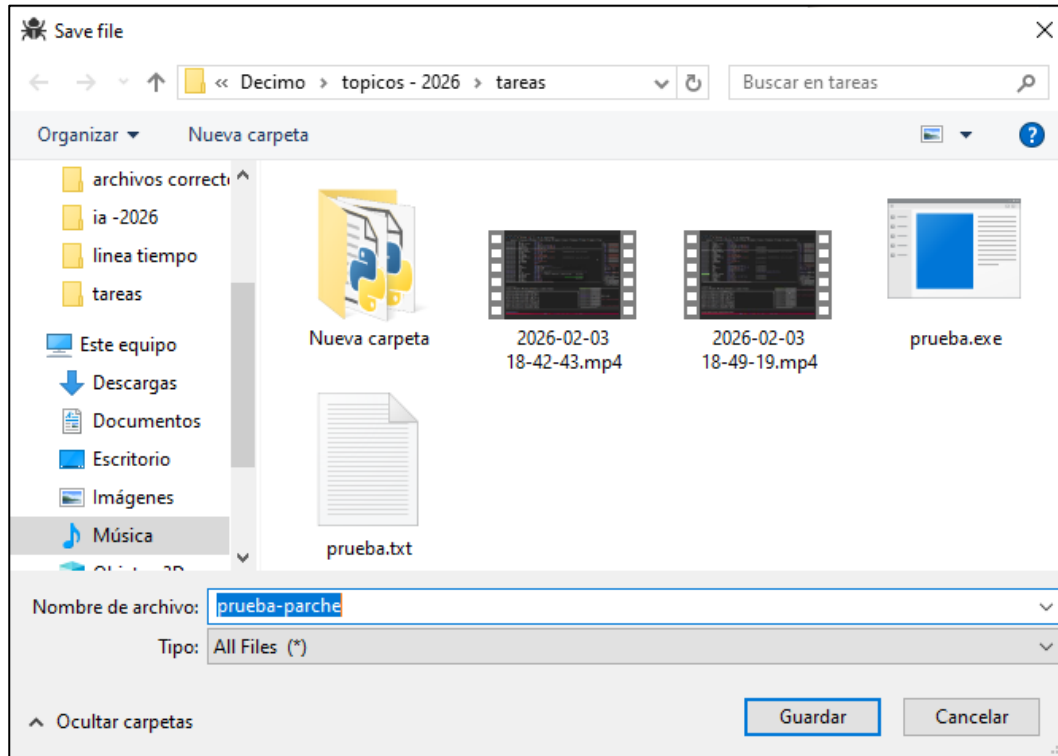 Save file
« Decimo › topicos - 2026 › tareas
Buscar en tareas
Organizar
Nueva carpeta
?
archivos correct
ia -2026
linea tiempo
tareas
Este equipo
Descargas
Documentos
Escritorio
Imágenes
Música
Nueva carpeta
2026-02-03
18-42-43.mp4
2026-02-03
18-49-19.mp4
prueba.exe
prueba.txt
Nombre de archivo: prueba-parche
Tipo: All Files (*)
Ocultar carpetas
Guardar
Cancelar